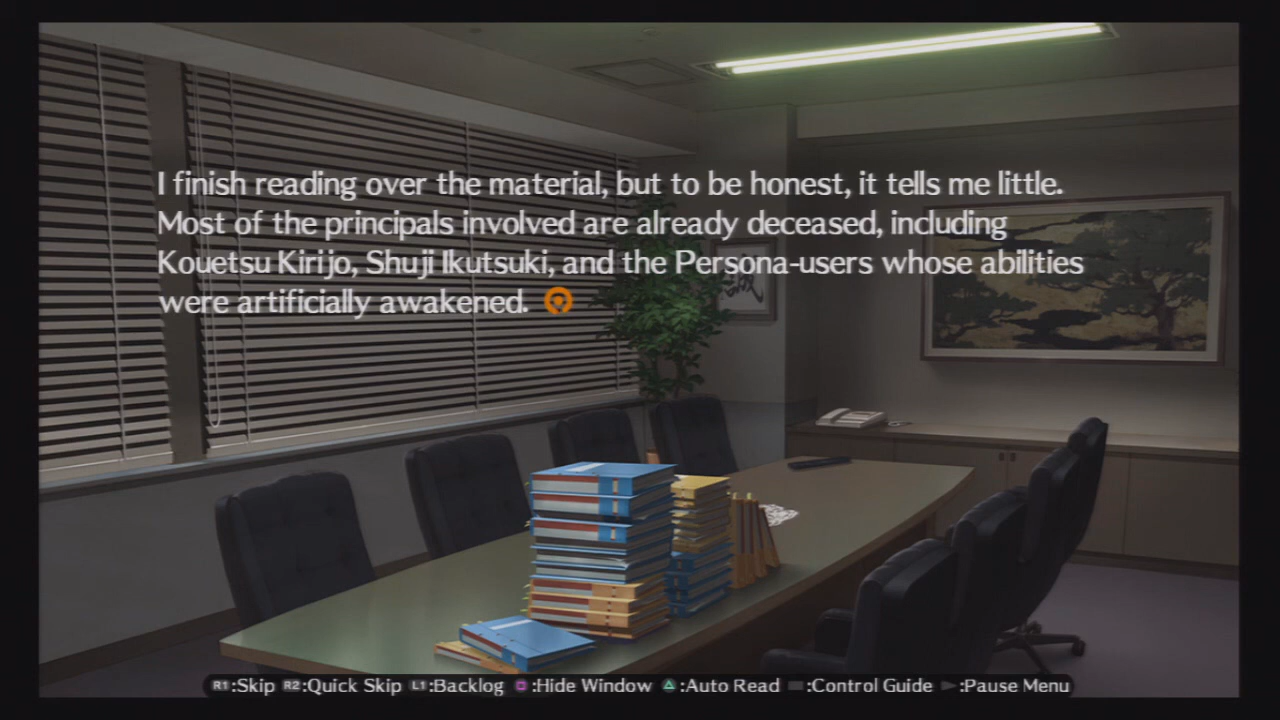 I finish reading over the material, but to be honest, it tells me little.
Most of the principals involved are already deceased, including
Kouetsu Kirijo, Shuji Ikutsuki, and the Persona-users whose abilities
were artificially awakened.
R1:Skip R2:Quick Skip L1:Backlog :Hide Window :Auto Read :Control Guide :Pause Menu